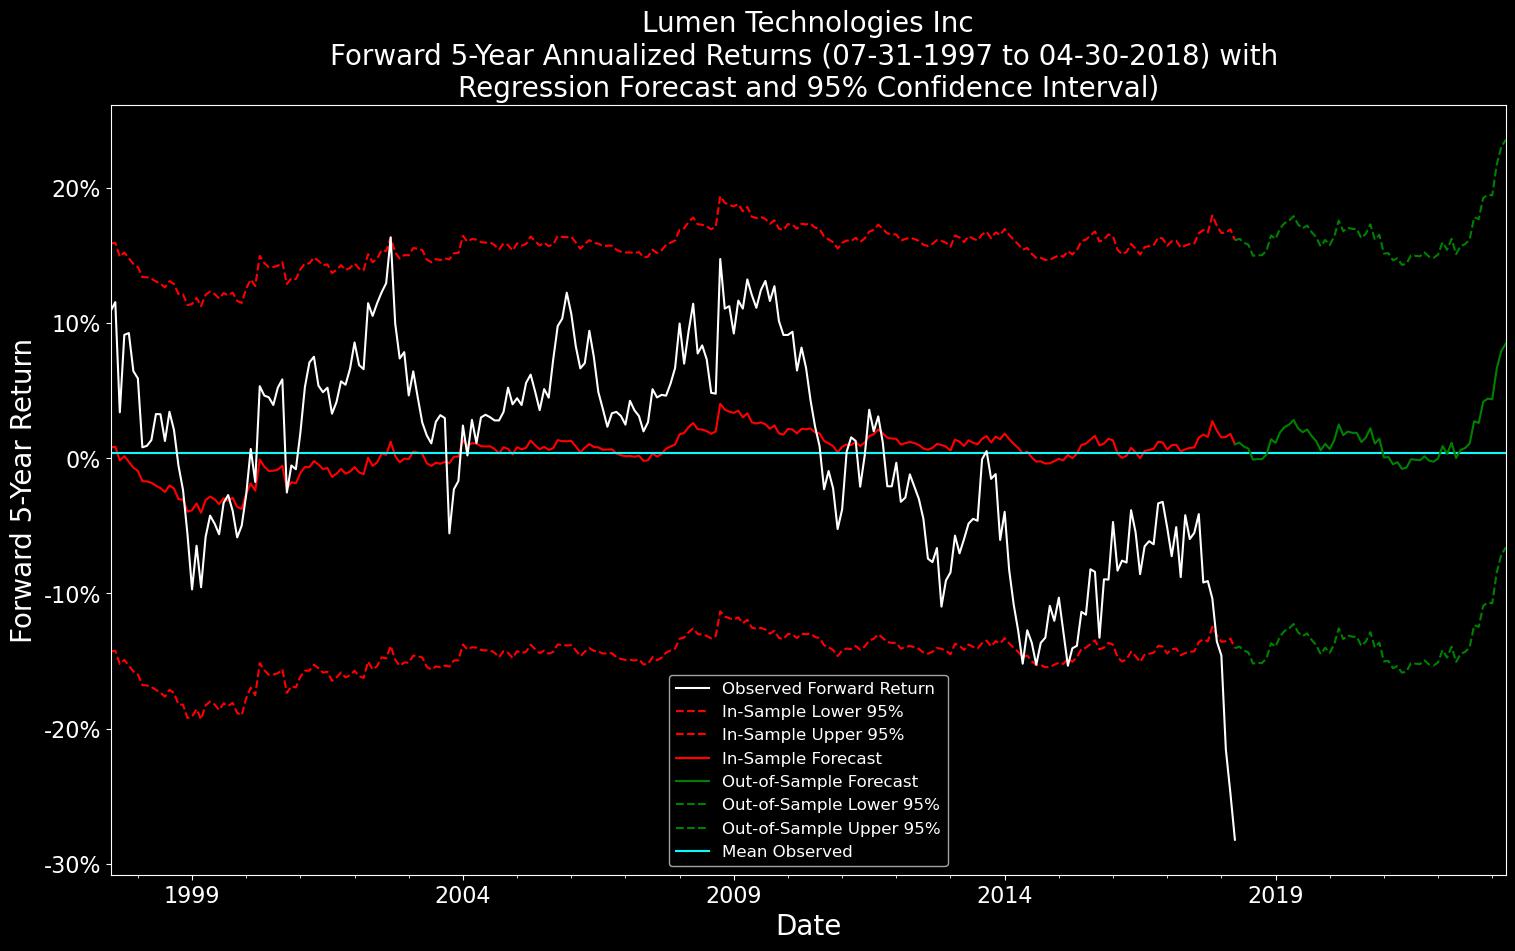 Lumen Technologies Inc
Forward 5-Year Annualized Returns (07-31-1997 to 04-30-2018) with
Regression Forecast and 95% Confidence Interval)
Forward 5-Year Return
20%
10%
0%
-10%
-20%
-30%
Observed Forward Return
In-Sample Lower 95%
In-Sample Upper 95%
In-Sample Forecast
Out-of-Sample Forecast
Out-of-Sample Lower 95%
Out-of-Sample Upper 95%
Mean Observed
1999 2004 2009 2014 2019
Date